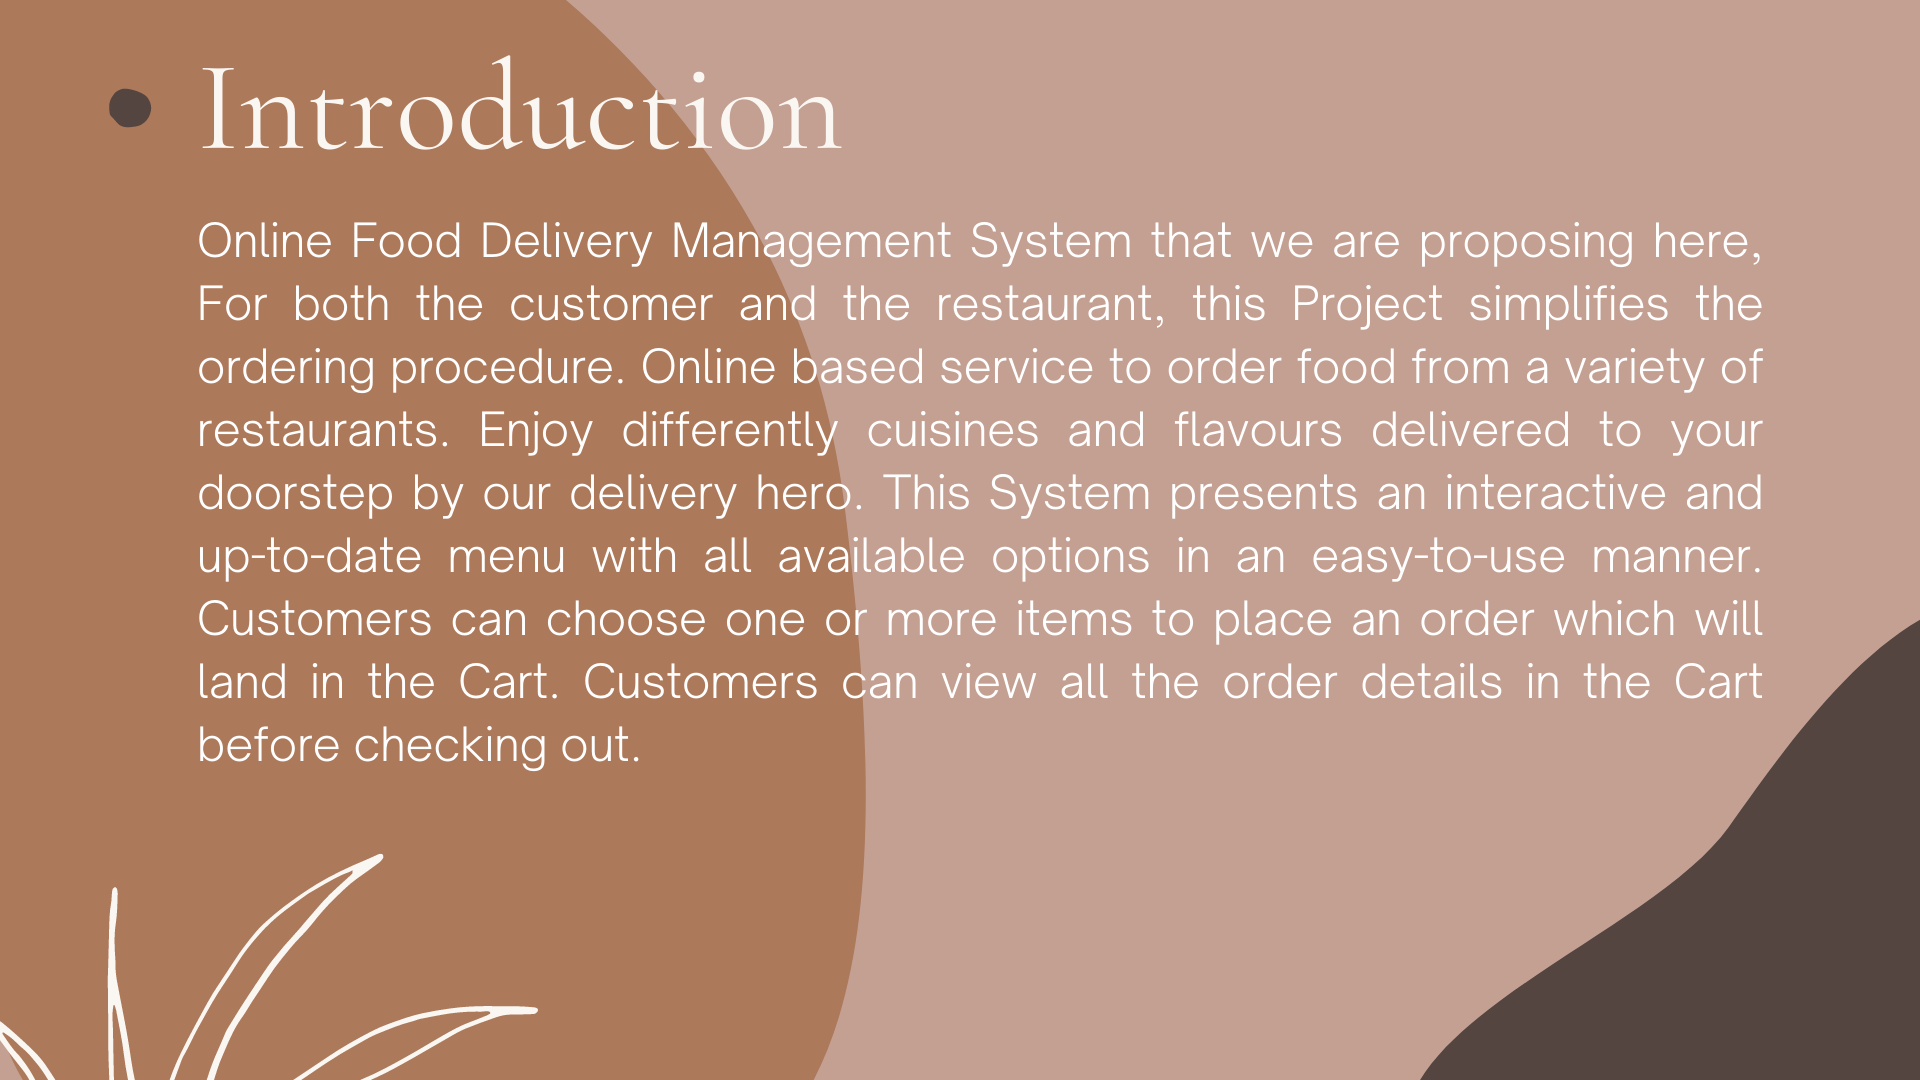 Introduction
Online Food Delivery Management System that we are proposing here,
For both the customer and the restaurant, this Project simplifies the
ordering procedure. Online based service to order food from a variety of
restaurants. Enjoy differently cuisines and flavours delivered to your
doorstep by our delivery hero. This System presents an interactive and
up-to-date menu with all available options in an easy-to-use manner.
Customers can choose one or more items to place an order which will
land in the Cart. Customers can view all the order details in the Cart
before checking out.